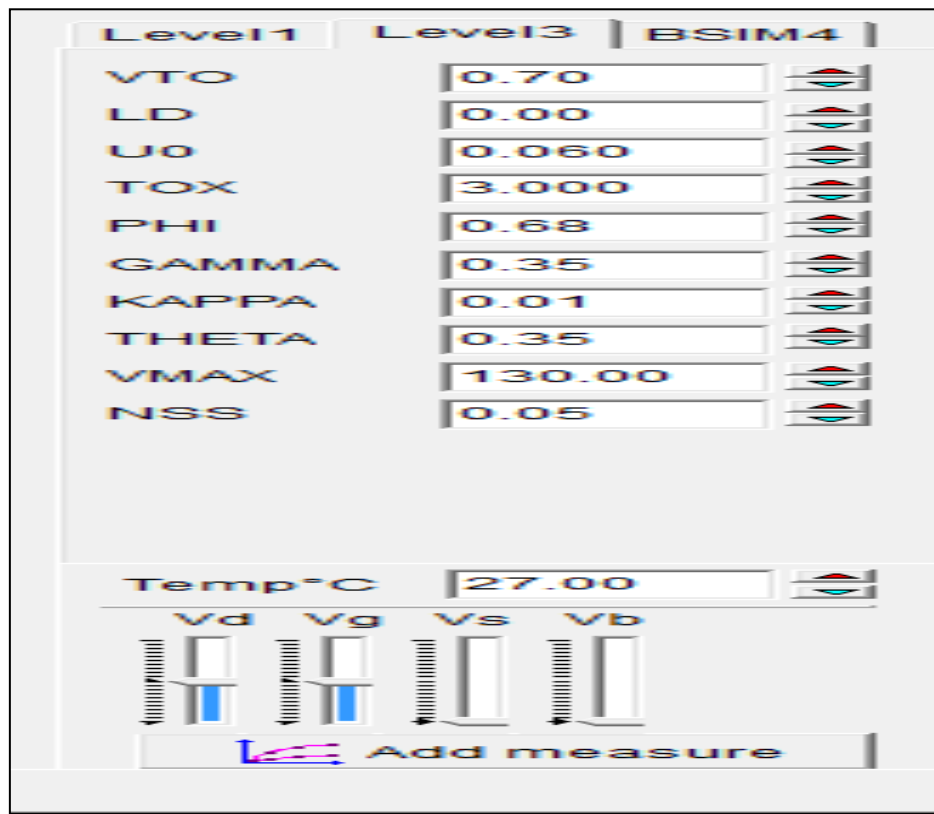 Level1 Level3 BSIM4
VTO 0.70
LD 0.00
U0 0.060
TOX 3.000
PHI 0.68
GAMMA 0.35
KAPPA 0.01
THETA 0.35
VMAX 130.00
NSS 0.05
Temp°C 27.00
Vd Vg Vs Vb
Add measure